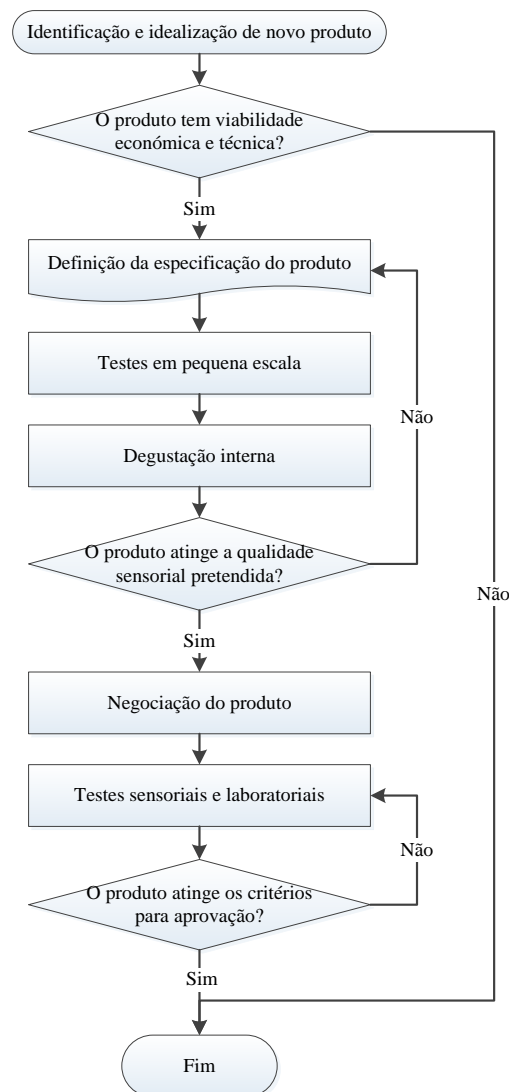 Identificação e idealização de novo produto
O produto tem viabilidade
económica e técnica?
Sim
Definição da especificação do produto
Testes em pequena escala
Não
Degustação interna
O produto atinge a qualidade
sensorial pretendida?
Não
Sim
Negociação do produto
Testes sensoriais e laboratoriais
Não
O produto atinge os critérios
para aprovação?
Sim
Fim